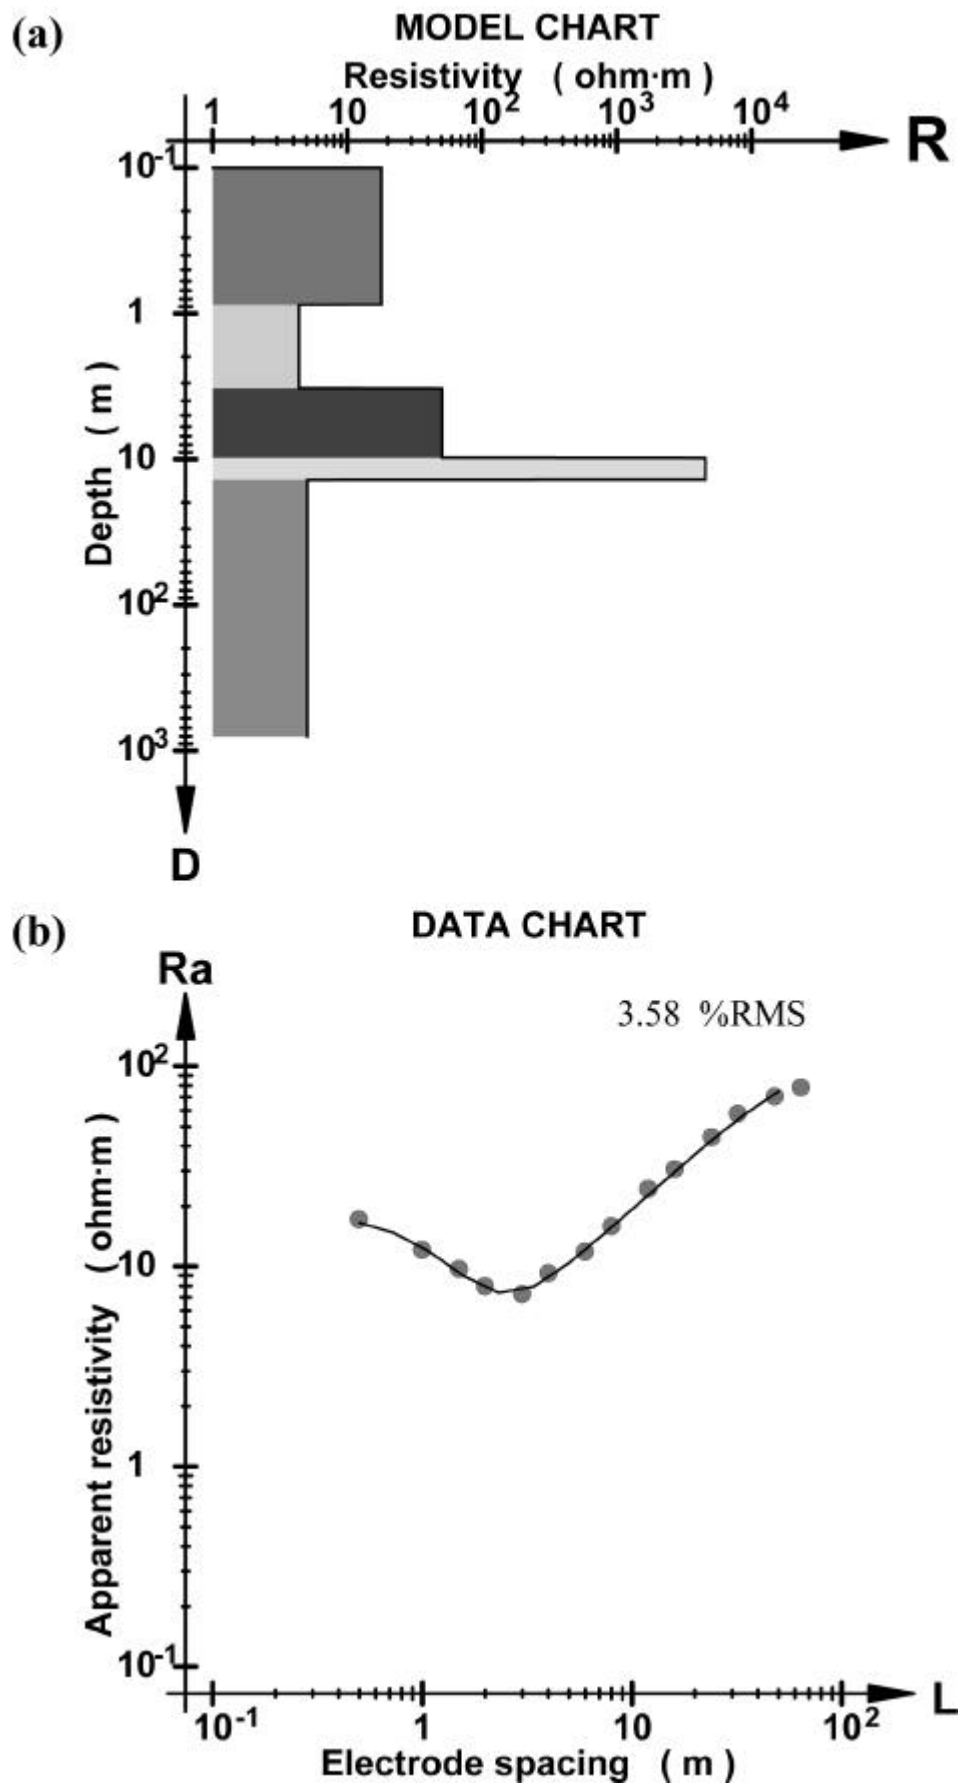 (a)
MODEL CHART
Resistivity ( ohm·m )
1 10 10² 10³ 10⁴
R
10⁻¹
1
10
10²
10³
Depth ( m )
D
(b)
DATA CHART
Ra
3.58 %RMS
10²
10
1
10⁻¹
Apparent resistivity ( ohm·m )
10⁻¹ 1 10 10²
L
Electrode spacing ( m )